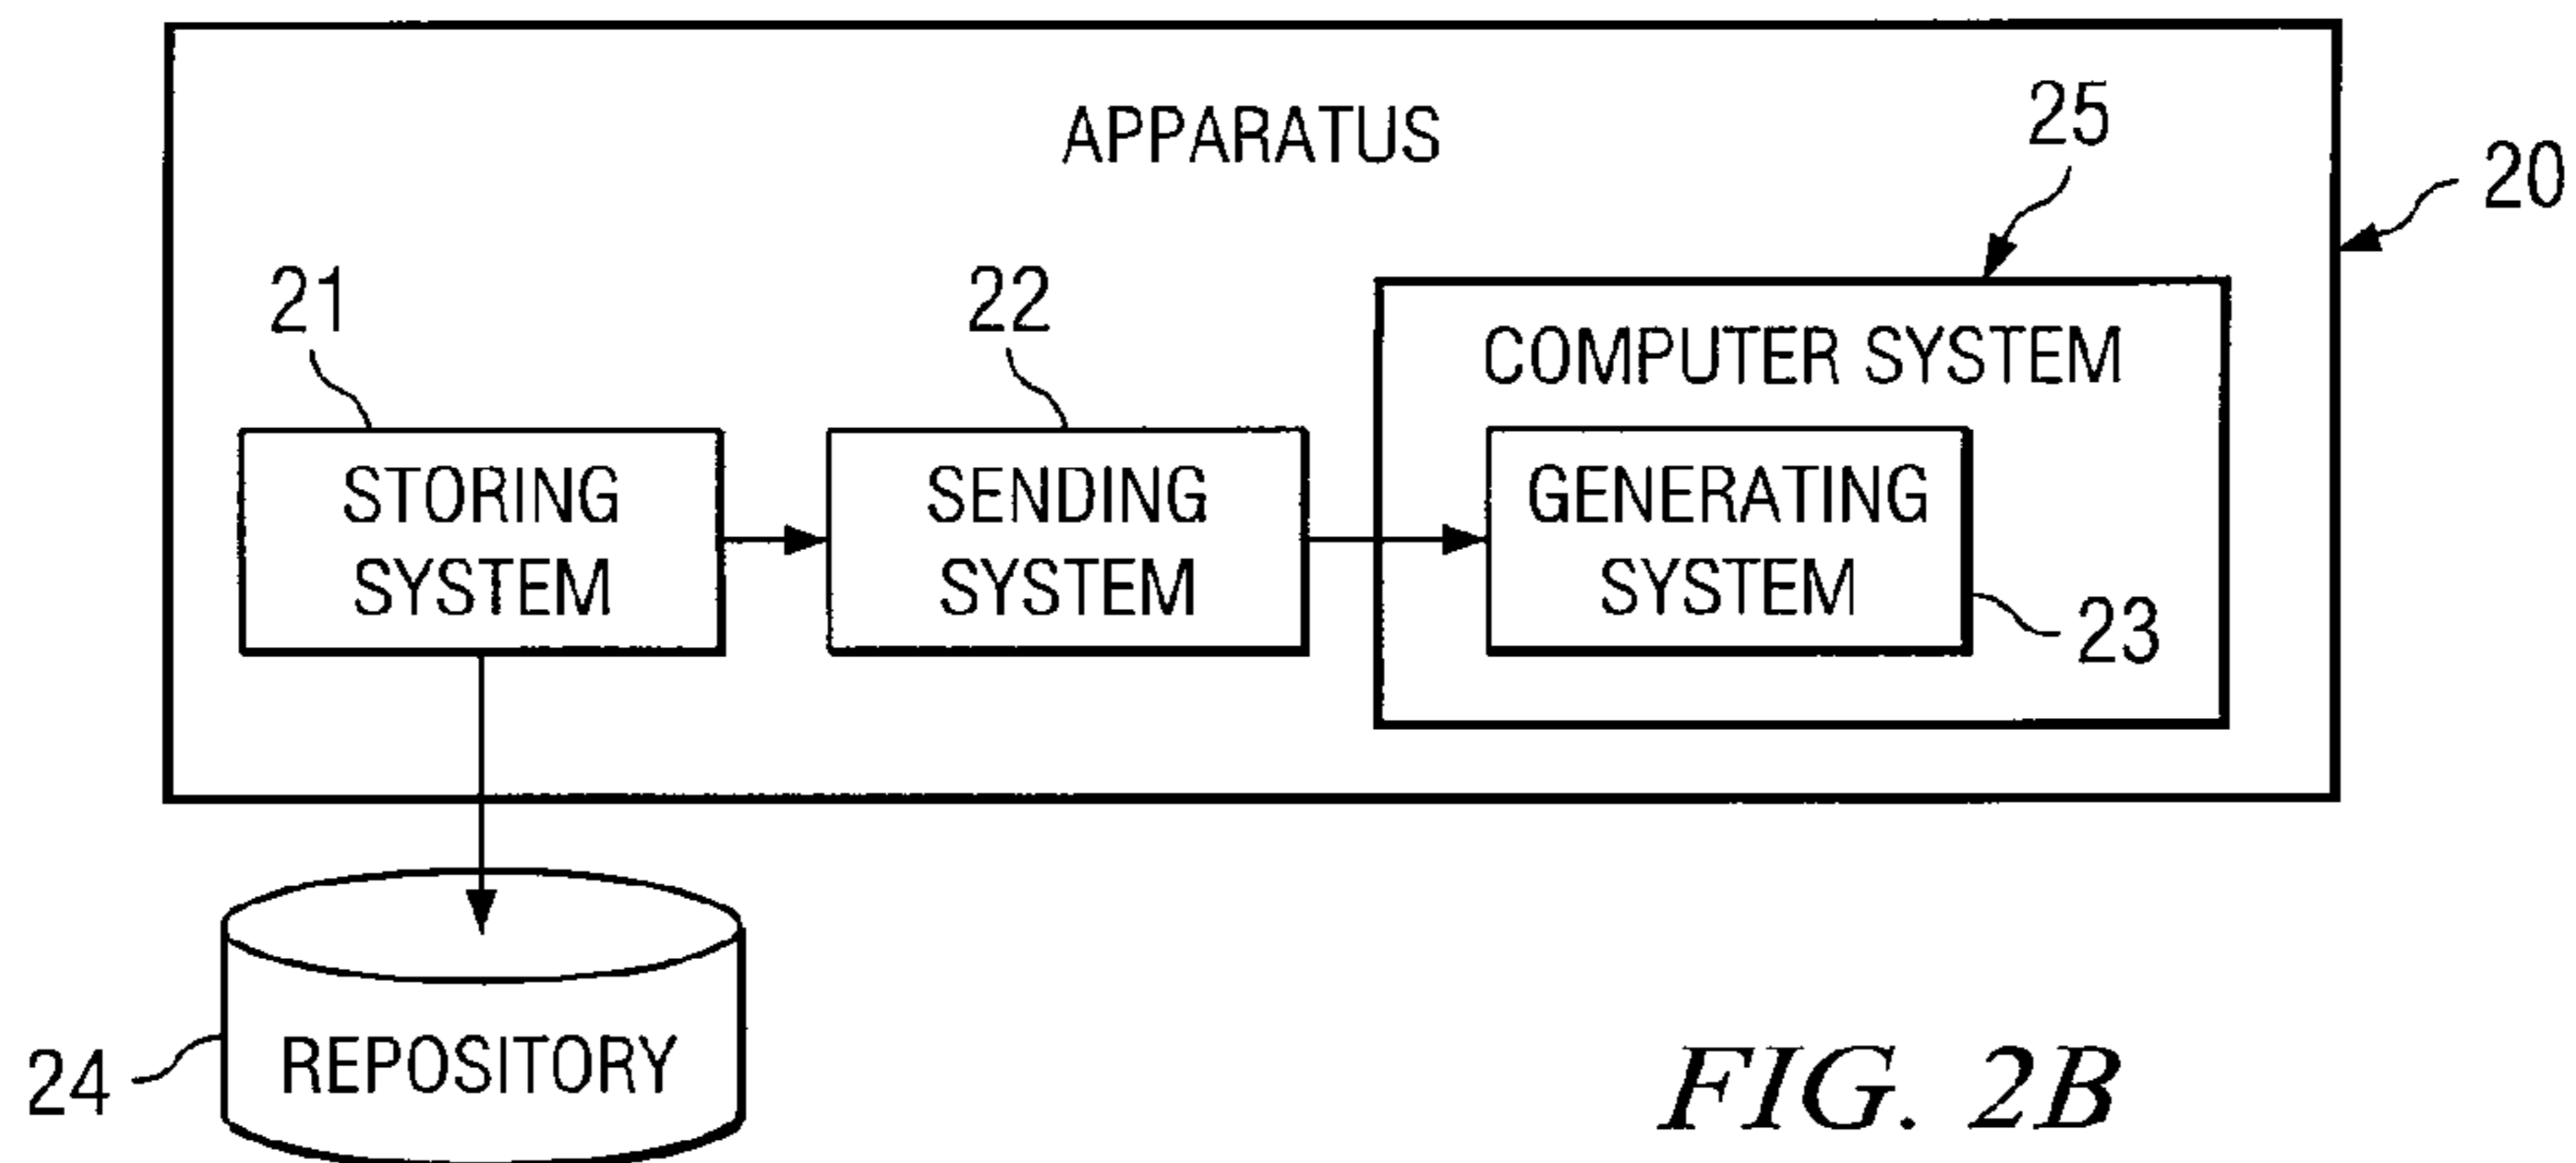 APPARATUS
25
20
21
22
COMPUTER SYSTEM
STORING
SYSTEM
SENDING
SYSTEM
GENERATING
SYSTEM
23
24
REPOSITORY
FIG. 2B